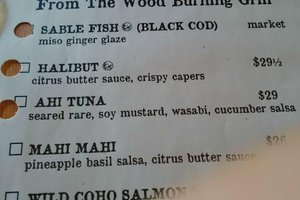 From The Wood Burning Grill
SABLE FISH (BLACK COD) market
miso ginger glaze
HALIBUT $29½
citrus butter sauce, crispy capers
AHI TUNA $29
seared rare, soy mustard, wasabi, cucumber salsa
MAHI MAHI $26
pineapple basil salsa, citrus butter sauce
WILD COHO SALMON